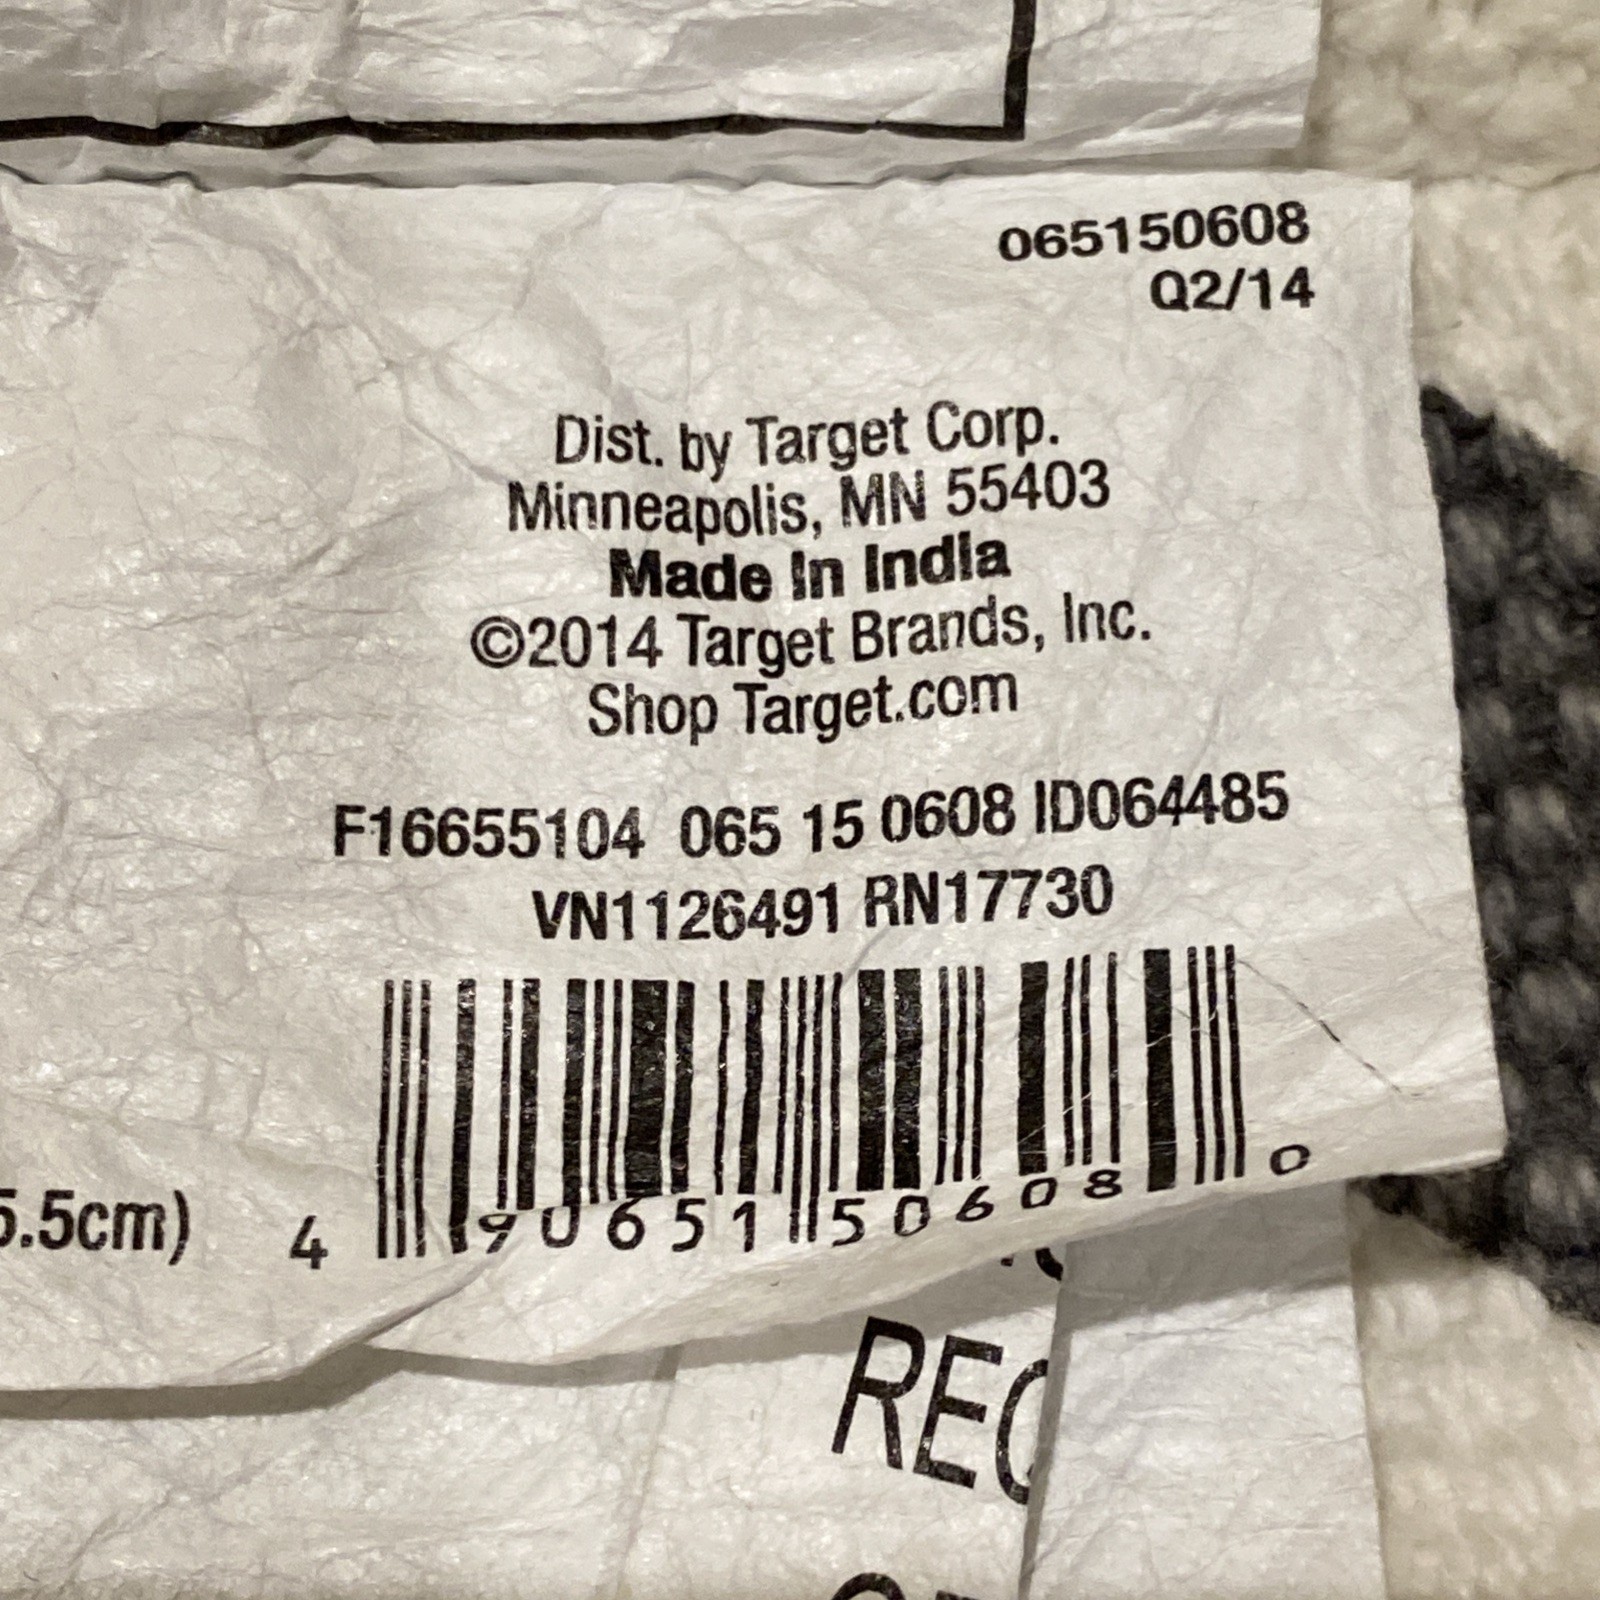 065150608
Q2/14
Dist. by Target Corp.
Minneapolis, MN 55403
Made In India
©2014 Target Brands, Inc.
Shop Target.com
F16655104 065 15 0608 ID064485
VN1126491 RN17730
5.5cm)
4 90651 50608 0